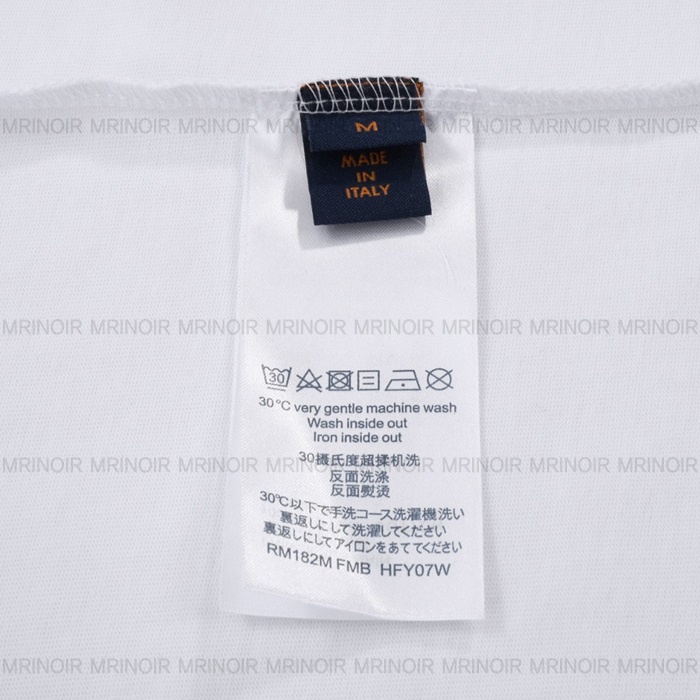 M
MADE
IN
ITALY
MRINOIR MRINOIR MRINOIR MRINOIR MRINOIR MRINOIR MRINOIR MRINOIR
MRINOIR MRINOIR MRINOIR MRINOIR MRINOIR MRINOIR MRINOIR MRINOIR
30
30°C very gentle machine wash
Wash inside out
Iron inside out
30摄氏度超揉机洗
MRINOIR MRINOIR MRINOIR MRINOIR MRINOIR MRINOIR MRINOIR MRINOIR
反面洗涤
反面熨烫
30℃以下で手洗コース洗濯機洗い
裏返しにして洗濯してください
裏返しにしてアイロンをあててください
RM182M FMB HFY07W
MRINOIR MRINOIR MRINOIR MRINOIR MRINOIR MRINOIR MRINOIR MRINOIR